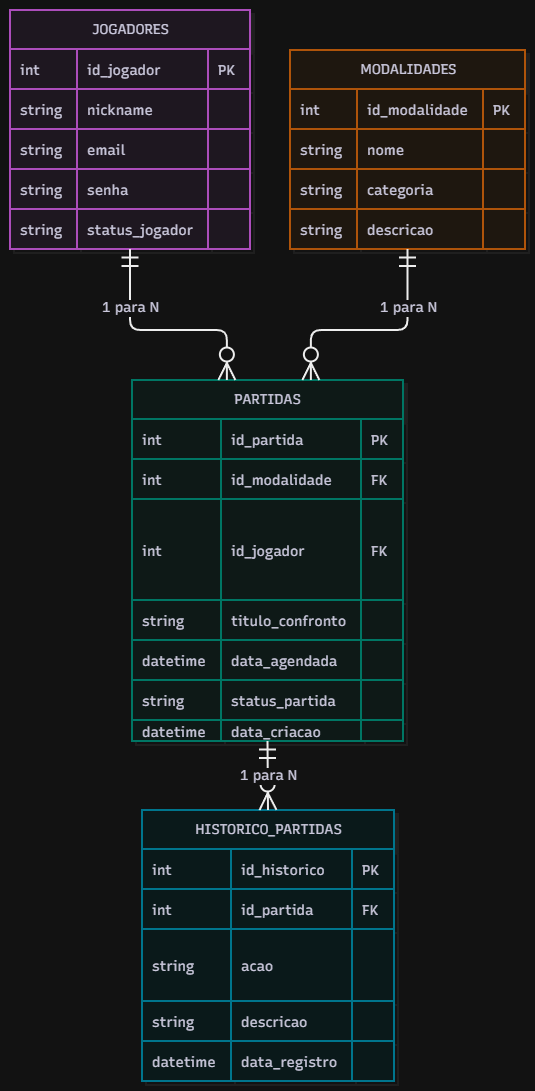 JOGADORES
int id_jogador PK
string nickname
string email
string senha
string status_jogador
MODALIDADES
int id_modalidade PK
string nome
string categoria
string descricao
1 para N
1 para N
PARTIDAS
int id_partida PK
int id_modalidade FK
int id_jogador FK
string titulo_confronto
datetime data_agendada
string status_partida
datetime data_criacao
1 para N
HISTORICO_PARTIDAS
int id_historico PK
int id_partida FK
string acao
string descricao
datetime data_registro